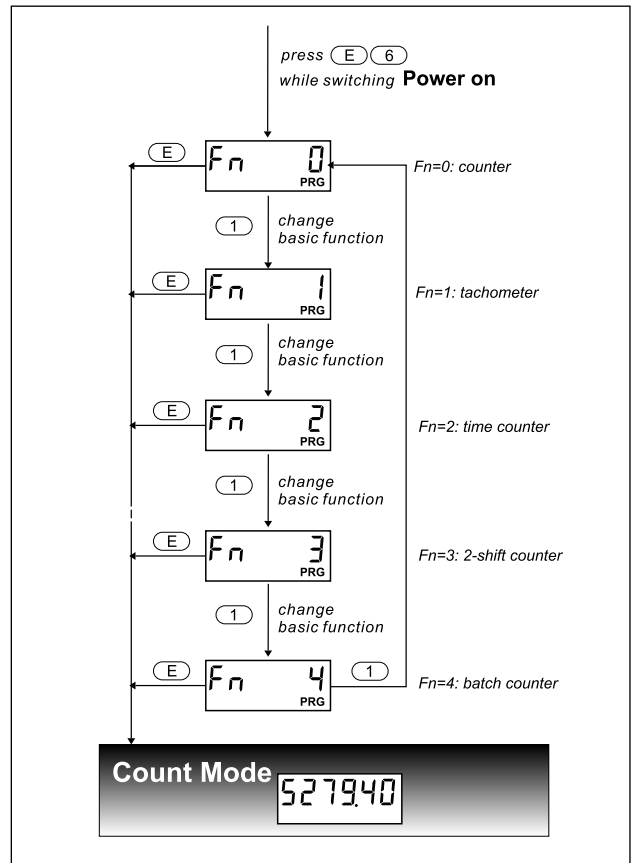 press E 6
while switching Power on
E Fn 0 PRG Fn=0: counter
1 change
basic function
E Fn 1 PRG Fn=1: tachometer
1 change
basic function
E Fn 2 PRG Fn=2: time counter
1 change
basic function
E Fn 3 PRG Fn=3: 2-shift counter
1 change
basic function
E Fn 4 PRG 1 Fn=4: batch counter
Count Mode 5279.40